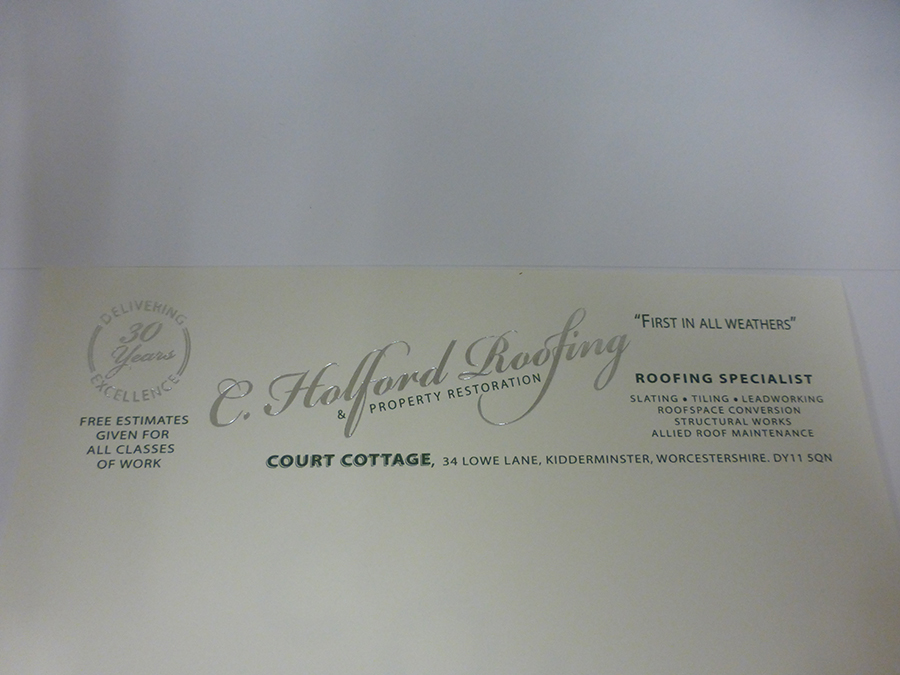 DELIVERING
30
Years
EXCELLENCE
FREE ESTIMATES
GIVEN FOR
ALL CLASSES
OF WORK
C. Holford Roofing
& PROPERTY RESTORATION
"FIRST IN ALL WEATHERS"
ROOFING SPECIALIST
SLATING • TILING • LEADWORKING
ROOFSPACE CONVERSION
STRUCTURAL WORKS
ALLIED ROOF MAINTENANCE
COURT COTTAGE, 34 LOWE LANE, KIDDERMINSTER, WORCESTERSHIRE. DY11 5QN